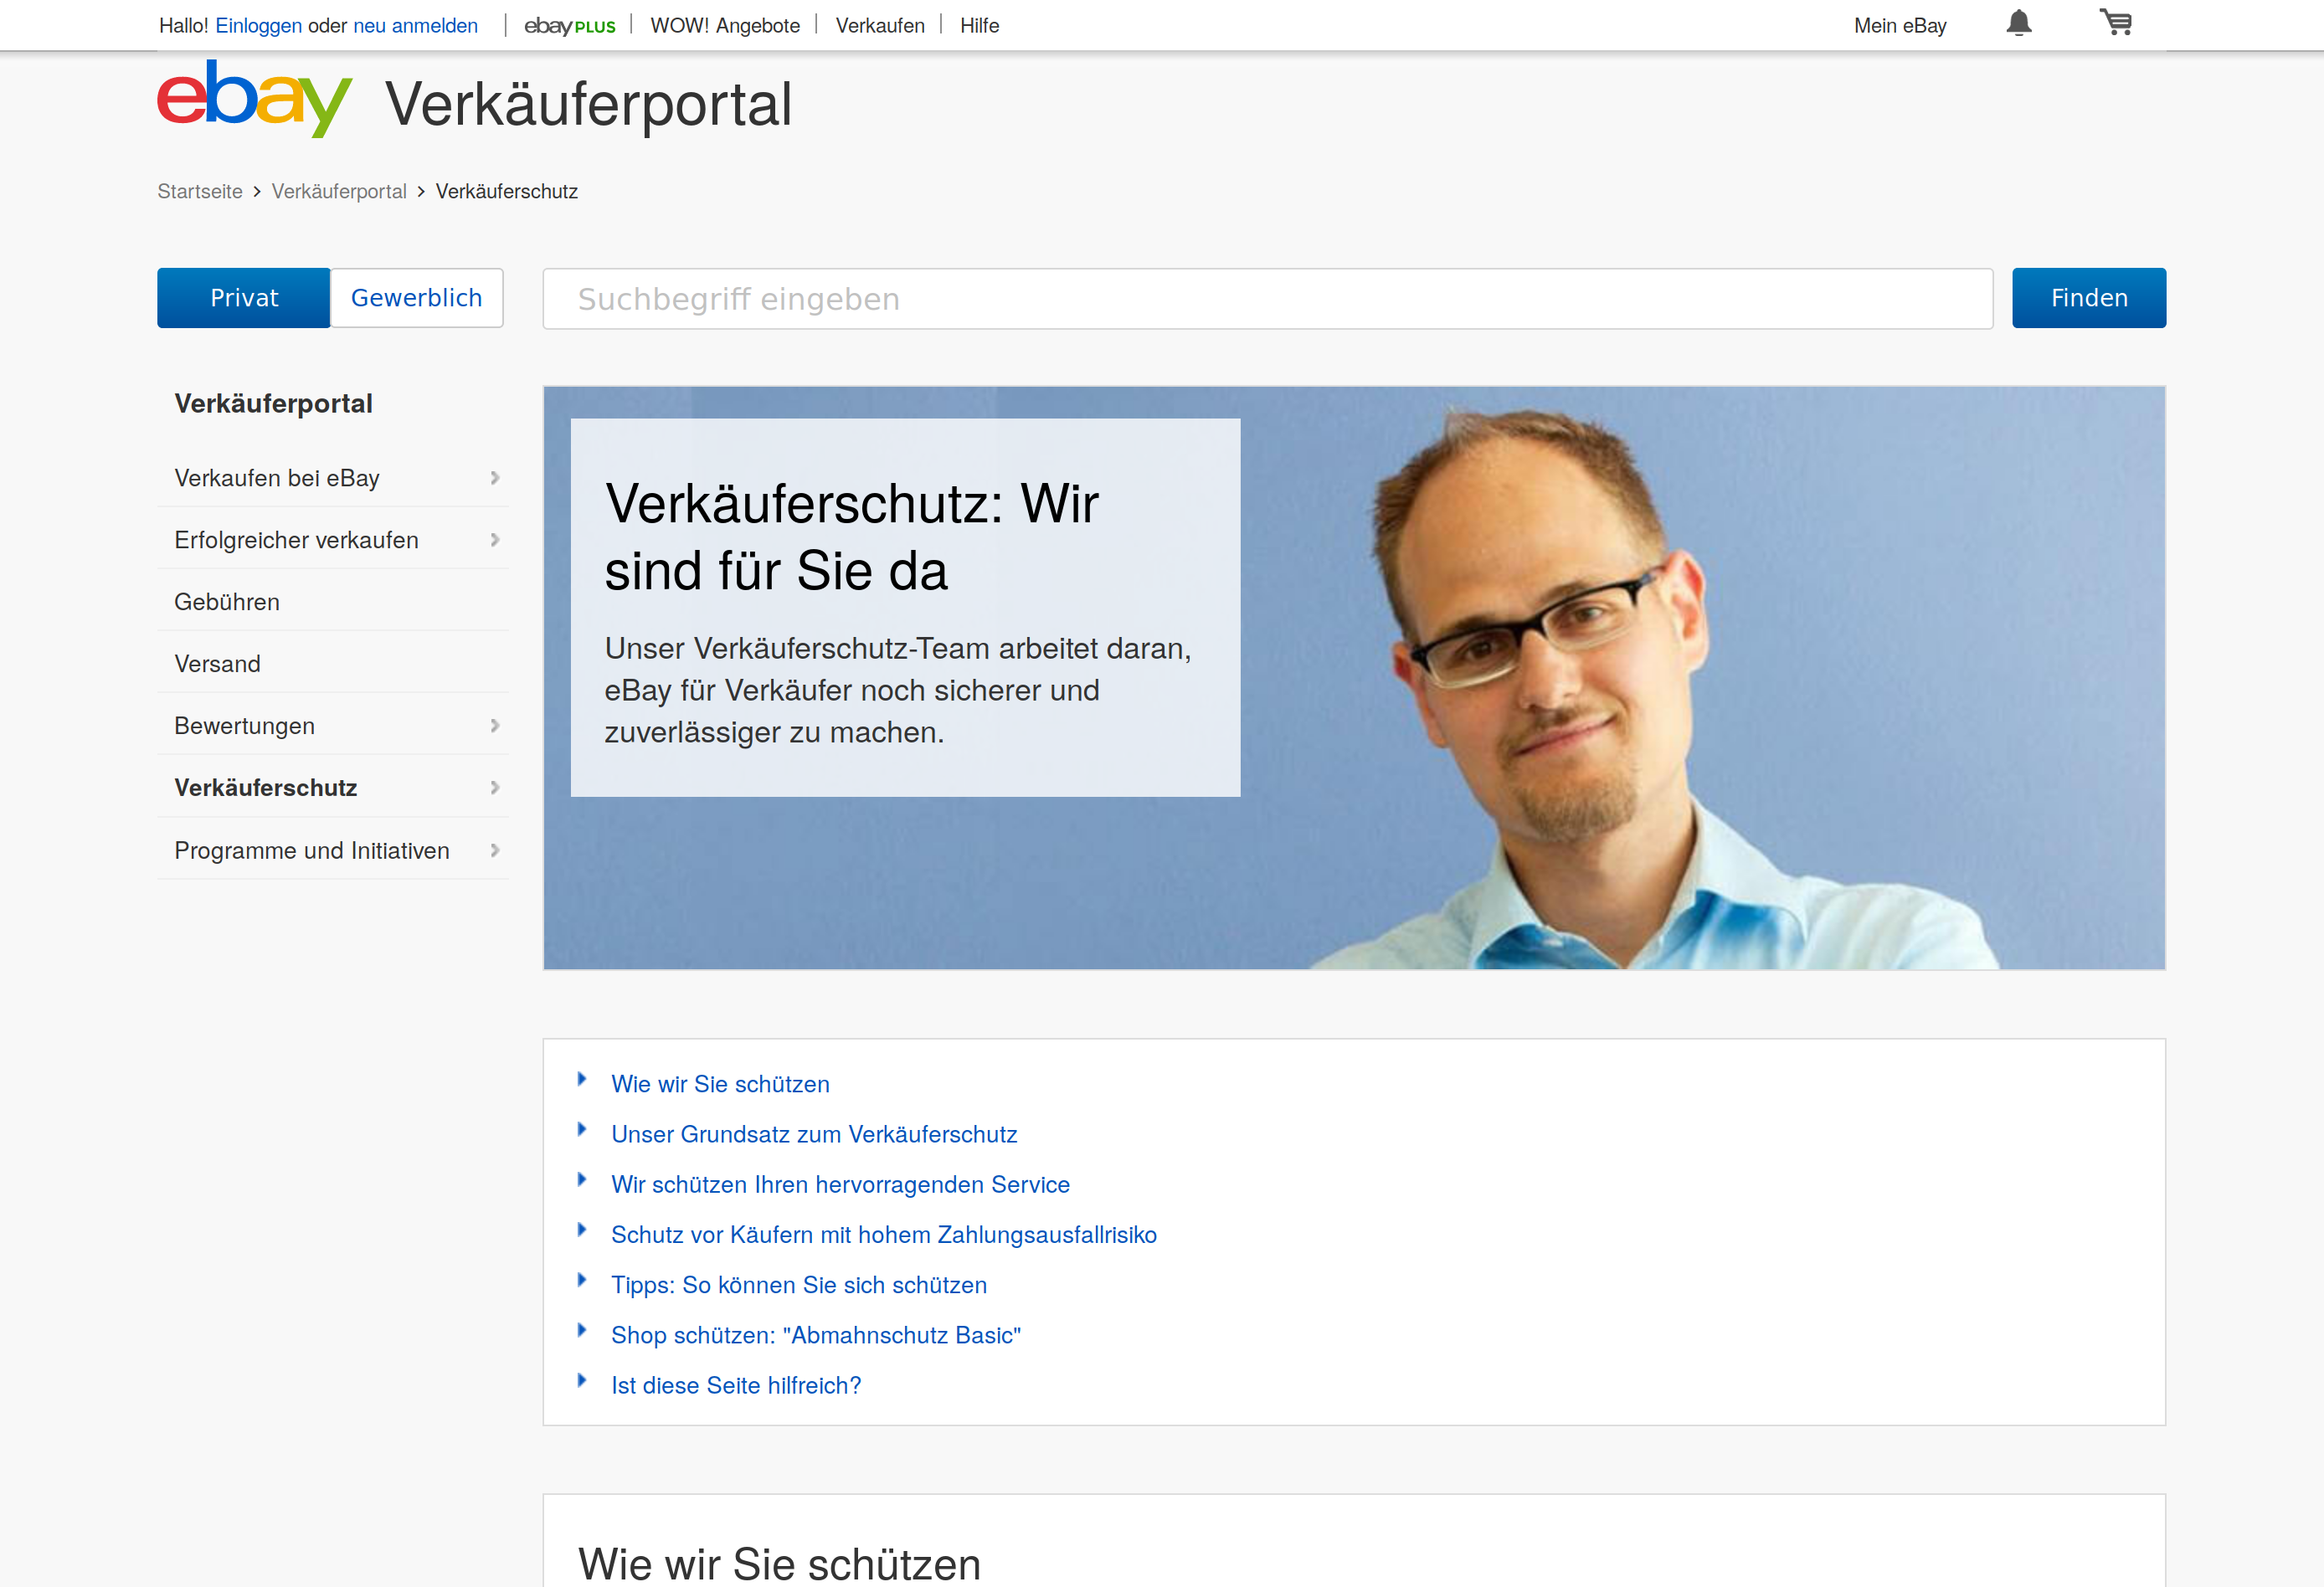 Hallo! Einloggen oder neu anmelden
ebay PLUS
WOW! Angebote
Verkaufen
Hilfe
Mein eBay
ebay Verkäuferportal
Startseite > Verkäuferportal > Verkäuferschutz
Privat
Gewerblich
Suchbegriff eingeben
Finden
Verkäuferportal
Verkaufen bei eBay
Erfolgreicher verkaufen
Gebühren
Versand
Bewertungen
Verkäuferschutz
Programme und Initiativen
Verkäuferschutz: Wir
sind für Sie da
Unser Verkäuferschutz-Team arbeitet daran,
eBay für Verkäufer noch sicherer und
zuverlässiger zu machen.
Wie wir Sie schützen
Unser Grundsatz zum Verkäuferschutz
Wir schützen Ihren hervorragenden Service
Schutz vor Käufern mit hohem Zahlungsausfallrisiko
Tipps: So können Sie sich schützen
Shop schützen: "Abmahnschutz Basic"
Ist diese Seite hilfreich?
Wie wir Sie schützen